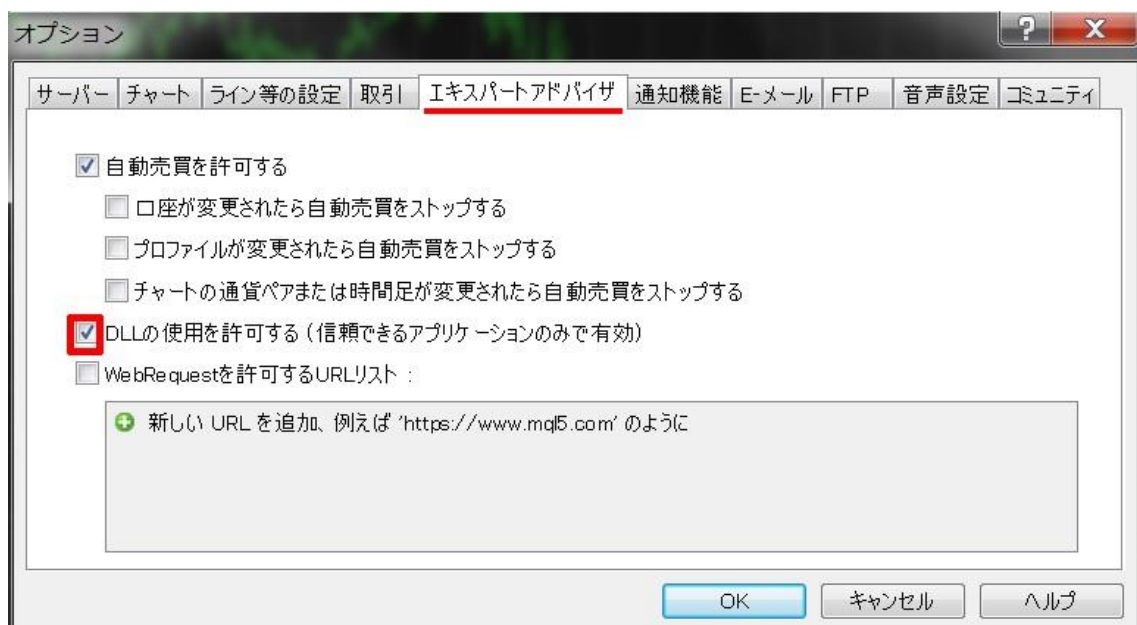 オプション
サーバー チャート ライン等の設定 取引 エキスパートアドバイザ 通知機能 E-メール FTP 音声設定 コミュニティ
自動売買を許可する
口座が変更されたら自動売買をストップする
プロファイルが変更されたら自動売買をストップする
チャートの通貨ペアまたは時間足が変更されたら自動売買をストップする
DLLの使用を許可する(信頼できるアプリケーションのみで有効)
WebRequestを許可するURLリスト :
新しい URL を追加、例えば 'https://www.mql5.com' のように
OK キャンセル ヘルプ